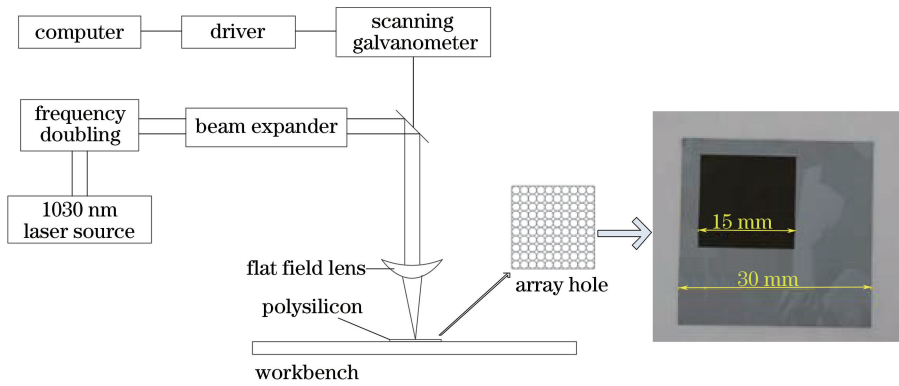 computer
driver
scanning
galvanometer
frequency
doubling
beam expander
1030 nm
laser source
flat field lens
polysilicon
workbench
array hole
15 mm
30 mm